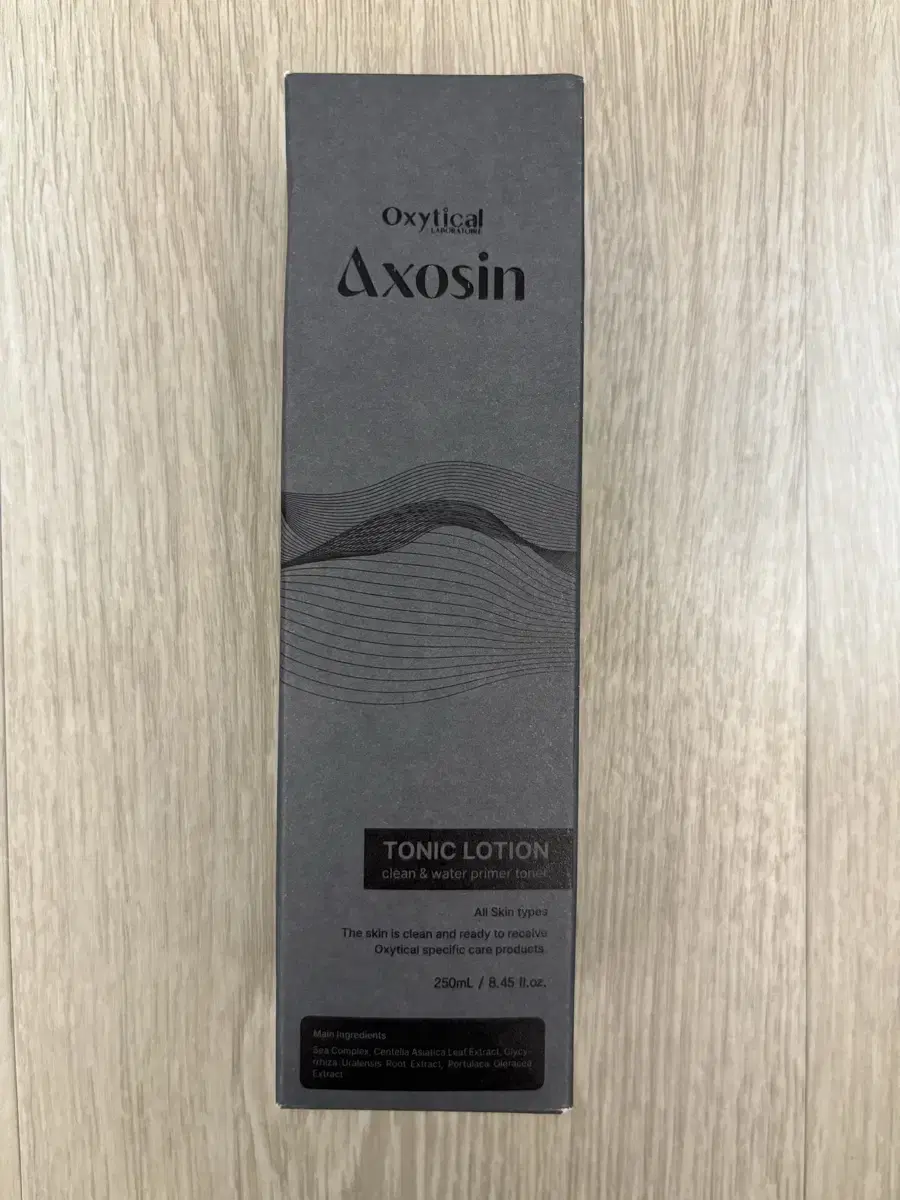 Oxytical
LABORATOIRE
Axosin
TONIC LOTION
clean & water primer toner
All Skin types
The skin is clean and ready to receive
Oxytical specific care products.
250mL / 8.45 fl.oz.
Main Ingredients
Sea Complex, Centella Asiatica Leaf Extract, Glycy-
rrhiza Uralensis Root Extract, Portulaca Oleracea
Extract